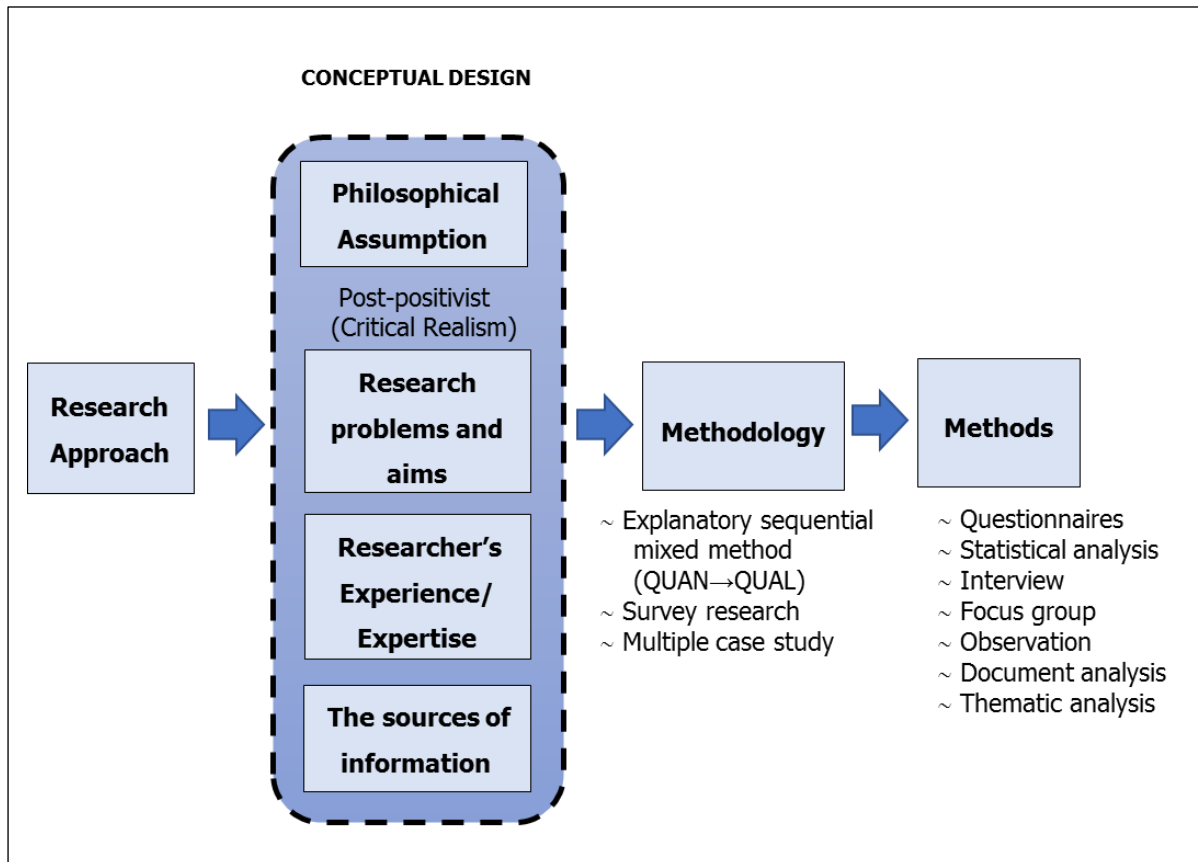 CONCEPTUAL DESIGN
Research
Approach
Philosophical
Assumption
Post-positivist
(Critical Realism)
Research
problems and
aims
Researcher’s
Experience/
Expertise
The sources of
information
Methodology
~ Explanatory sequential
mixed method
(QUAN→QUAL)
~ Survey research
~ Multiple case study
Methods
~ Questionnaires
~ Statistical analysis
~ Interview
~ Focus group
~ Observation
~ Document analysis
~ Thematic analysis